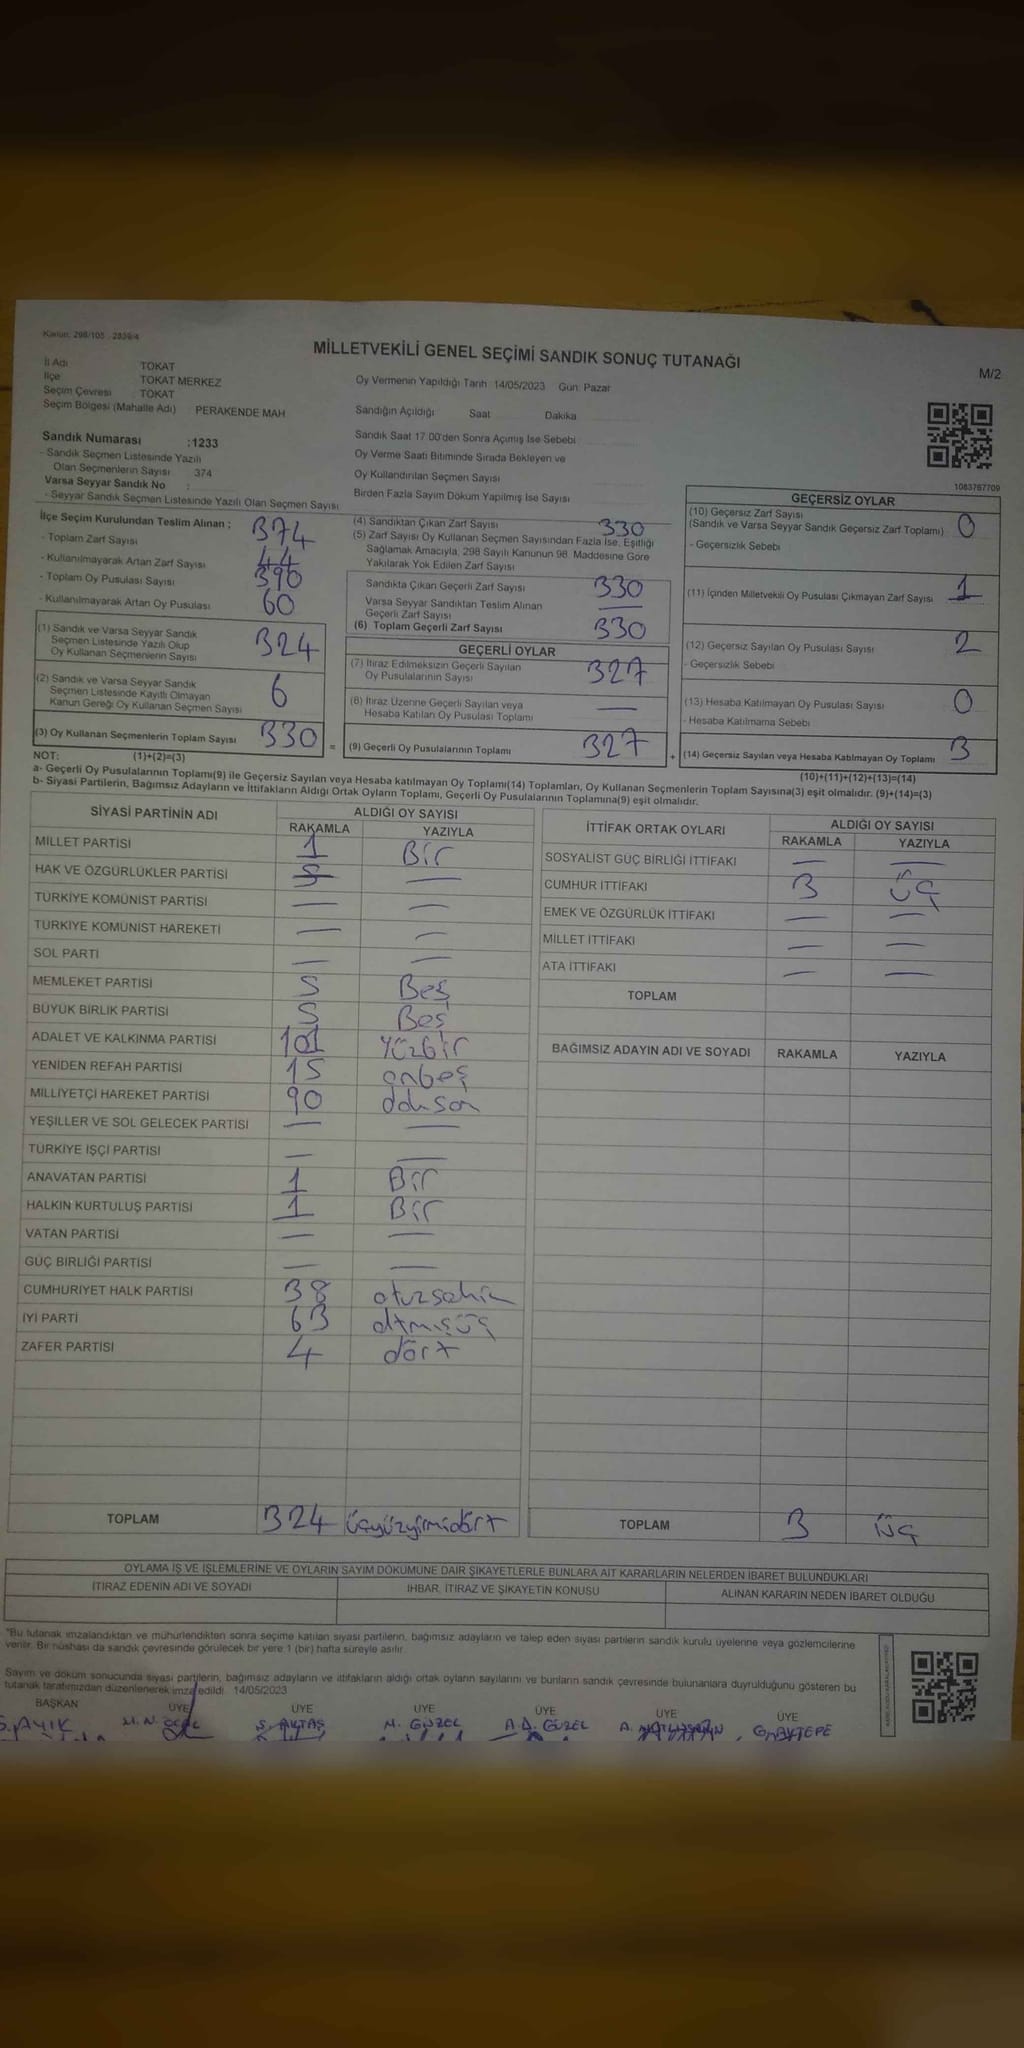 Kanun: 298/105 , 2839/4
MİLLETVEKİLİ GENEL SEÇİMİ SANDIK SONUÇ TUTANAĞI
M/2
İl Adı TOKAT
İlçe TOKAT MERKEZ
Seçim Çevresi : TOKAT
Seçim Bölgesi (Mahalle Adı) PERAKENDE MAH
Sandık Numarası :1233
- Sandık Seçmen Listesinde Yazılı
Olan Seçmenlerin Sayısı : 374
Varsa Seyyar Sandık No :
- Seyyar Sandık Seçmen Listesinde Yazılı Olan Seçmen Sayısı
Oy Vermenin Yapıldığı Tarih 14/05/2023 Gün: Pazar
Sandığın Açıldığı Saat Dakika
Sandık Saat 17.00'den Sonra Açımış İse Sebebi
Oy Verme Saati Bitiminde Sırada Bekleyen ve
Oy Kullandırılan Seçmen Sayısı
Birden Fazla Sayım Döküm Yapılmış İse Sayısı
1083767709
İlçe Seçim Kurulundan Teslim Alınan ;
- Toplam Zarf Sayısı 374
- Kullanılmayarak Artan Zarf Sayısı 44
- Toplam Oy Pusulası Sayısı 390
- Kullanılmayarak Artan Oy Pusulası 60
(1) Sandık ve Varsa Seyyar Sandık
Seçmen Listesinde Yazılı Olup
Oy Kullanan Seçmenlerin Sayısı 324
(2) Sandık ve Varsa Seyyar Sandık
Seçmen Listesinde Kayıtlı Olmayan
Kanun Gereği Oy Kullanan Seçmen Sayısı 6
(3) Oy Kullanan Seçmenlerin Toplam Sayısı 330 =
(4) Sandıktan Çıkan Zarf Sayısı 330
(5) Zarf Sayısı Oy Kullanan Seçmen Sayısından Fazla İse, Eşitliği
Sağlamak Amacıyla, 298 Sayılı Kanunun 98. Maddesine Göre
Yakılarak Yok Edilen Zarf Sayısı
Sandıkta Çıkan Geçerli Zarf Sayısı 330
Varsa Seyyar Sandıktan Teslim Alınan
Geçerli Zarf Sayısı —
(6) Toplam Geçerli Zarf Sayısı 330
GEÇERLİ OYLAR
(7) İtiraz Edilmeksizin Geçerli Sayılan
Oy Pusulalarının Sayısı 327
(8) İtiraz Üzerine Geçerli Sayılan veya
Hesaba Katılan Oy Pusulası Toplamı —
(9) Geçerli Oy Pusulalarının Toplamı 327 +
GEÇERSİZ OYLAR
(10) Geçersiz Zarf Sayısı
(Sandık ve Varsa Seyyar Sandık Geçersiz Zarf Toplamı) 0
- Geçersizlik Sebebi
(11) İçinden Milletvekili Oy Pusulası Çıkmayan Zarf Sayısı 1
(12) Geçersiz Sayılan Oy Pusulası Sayısı 2
- Geçersizlik Sebebi
(13) Hesaba Katılmayan Oy Pusulası Sayısı 0
- Hesaba Katılmama Sebebi
(14) Geçersiz Sayılan veya Hesaba Katılmayan Oy Toplamı 3
NOT: (1)+(2)=(3)
(10)+(11)+(12)+(13)=(14)
a- Geçerli Oy Pusulalarının Toplamı(9) ile Geçersiz Sayılan veya Hesaba katılmayan Oy Toplamı(14) Toplamları, Oy Kullanan Seçmenlerin Toplam Sayısına(3) eşit olmalıdır. (9)+(14)=(3)
b- Siyasi Partilerin, Bağımsız Adayların ve İttifakların Aldığı Ortak Oyların Toplamı, Geçerli Oy Pusulalarının Toplamına(9) eşit olmalıdır.
SİYASİ PARTİNİN ADI ALDIĞI OY SAYISI
RAKAMLA YAZIYLA
MİLLET PARTİSİ 1 Bir
HAK VE ÖZGÜRLÜKLER PARTİSİ 5 —
TÜRKİYE KOMÜNİST PARTİSİ — —
TÜRKİYE KOMÜNİST HAREKETİ — —
SOL PARTİ — —
MEMLEKET PARTİSİ 5 Beş
BÜYÜK BİRLİK PARTİSİ 5 Beş
ADALET VE KALKINMA PARTİSİ 101 yüzbir
YENİDEN REFAH PARTİSİ 15 onbeş
MİLLİYETÇİ HAREKET PARTİSİ 90 doksan
YEŞİLLER VE SOL GELECEK PARTİSİ — —
TÜRKİYE İŞÇİ PARTİSİ — —
ANAVATAN PARTİSİ 1 Bir
HALKIN KURTULUŞ PARTİSİ 1 Bir
VATAN PARTİSİ — —
GÜÇ BİRLİĞİ PARTİSİ — —
CUMHURİYET HALK PARTİSİ 38 otuzsekiz
İYİ PARTİ 63 altmışüç
ZAFER PARTİSİ 4 dört
TOPLAM 324 üçyüzyirmidört
İTTİFAK ORTAK OYLARI ALDIĞI OY SAYISI
RAKAMLA YAZIYLA
SOSYALİST GÜÇ BİRLİĞİ İTTİFAKI — —
CUMHUR İTTİFAKI 3 üç
EMEK VE ÖZGÜRLÜK İTTİFAKI — —
MİLLET İTTİFAKI — —
ATA İTTİFAKI — —
TOPLAM
BAĞIMSIZ ADAYIN ADI VE SOYADI RAKAMLA YAZIYLA
TOPLAM 3 üç
OYLAMA İŞ VE İŞLEMLERİNE VE OYLARIN SAYIM DÖKÜMÜNE DAİR ŞİKAYETLERLE BUNLARA AİT KARARLARIN NELERDEN İBARET BULUNDUKLARI
İTİRAZ EDENİN ADI VE SOYADI İHBAR, İTİRAZ VE ŞİKAYETİN KONUSU ALINAN KARARIN NEDEN İBARET OLDUĞU
*Bu tutanak imzalandıktan ve mühürlendikten sonra seçime katılan siyasi partilerin, bağımsız adayların ve talep eden siyasi partilerin sandık kurulu üyelerine veya gözlemcilerine
verilir. Bir nüshası da sandık çevresinde görülecek bir yere 1 (bir) hafta süreyle asılır.
Sayım ve döküm sonucunda siyasi partilerin, bağımsız adayların ve ittifakların aldığı ortak oyların sayılarını ve bunların sandık çevresinde bulunanlara duyrulduğunu gösteren bu
tutanak tarafımızdan düzenlenerek imza edildi. 14/05/2023
BAŞKAN ÜYE ÜYE ÜYE ÜYE ÜYE ÜYE
S. AYIK M. N. S. AKTAŞ M. GÜZEL A.A. GÜZEL A. G. AKTEPE